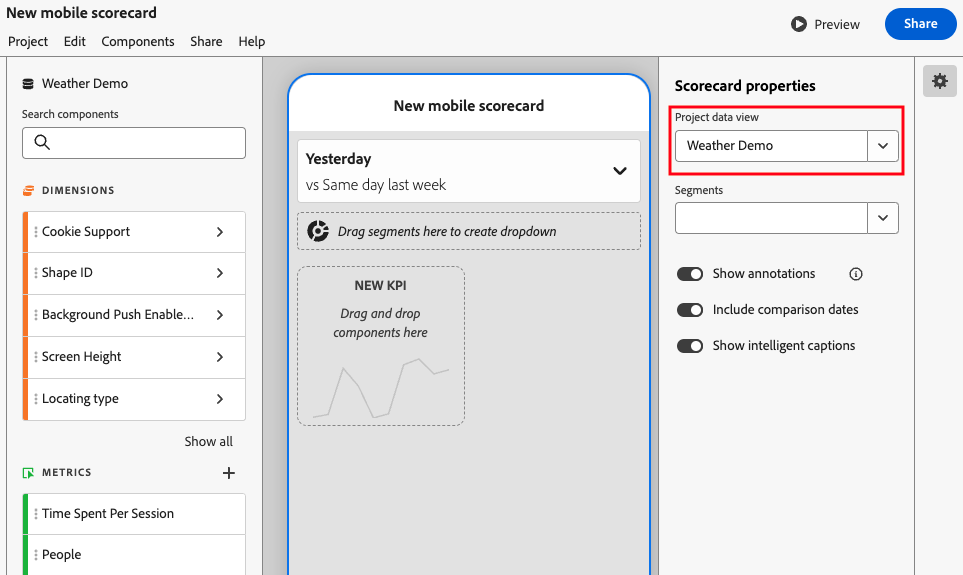 New mobile scorecard
Project Edit Components Share Help
Preview
Share
Weather Demo
Search components
DIMENSIONS
Cookie Support
Shape ID
Background Push Enable...
Screen Height
Locating type
Show all
METRICS
Time Spent Per Session
People
New mobile scorecard
Yesterday
vs Same day last week
Drag segments here to create dropdown
NEW KPI
Drag and drop
components here
Scorecard properties
Project data view
Weather Demo
Segments
Show annotations
Include comparison dates
Show intelligent captions